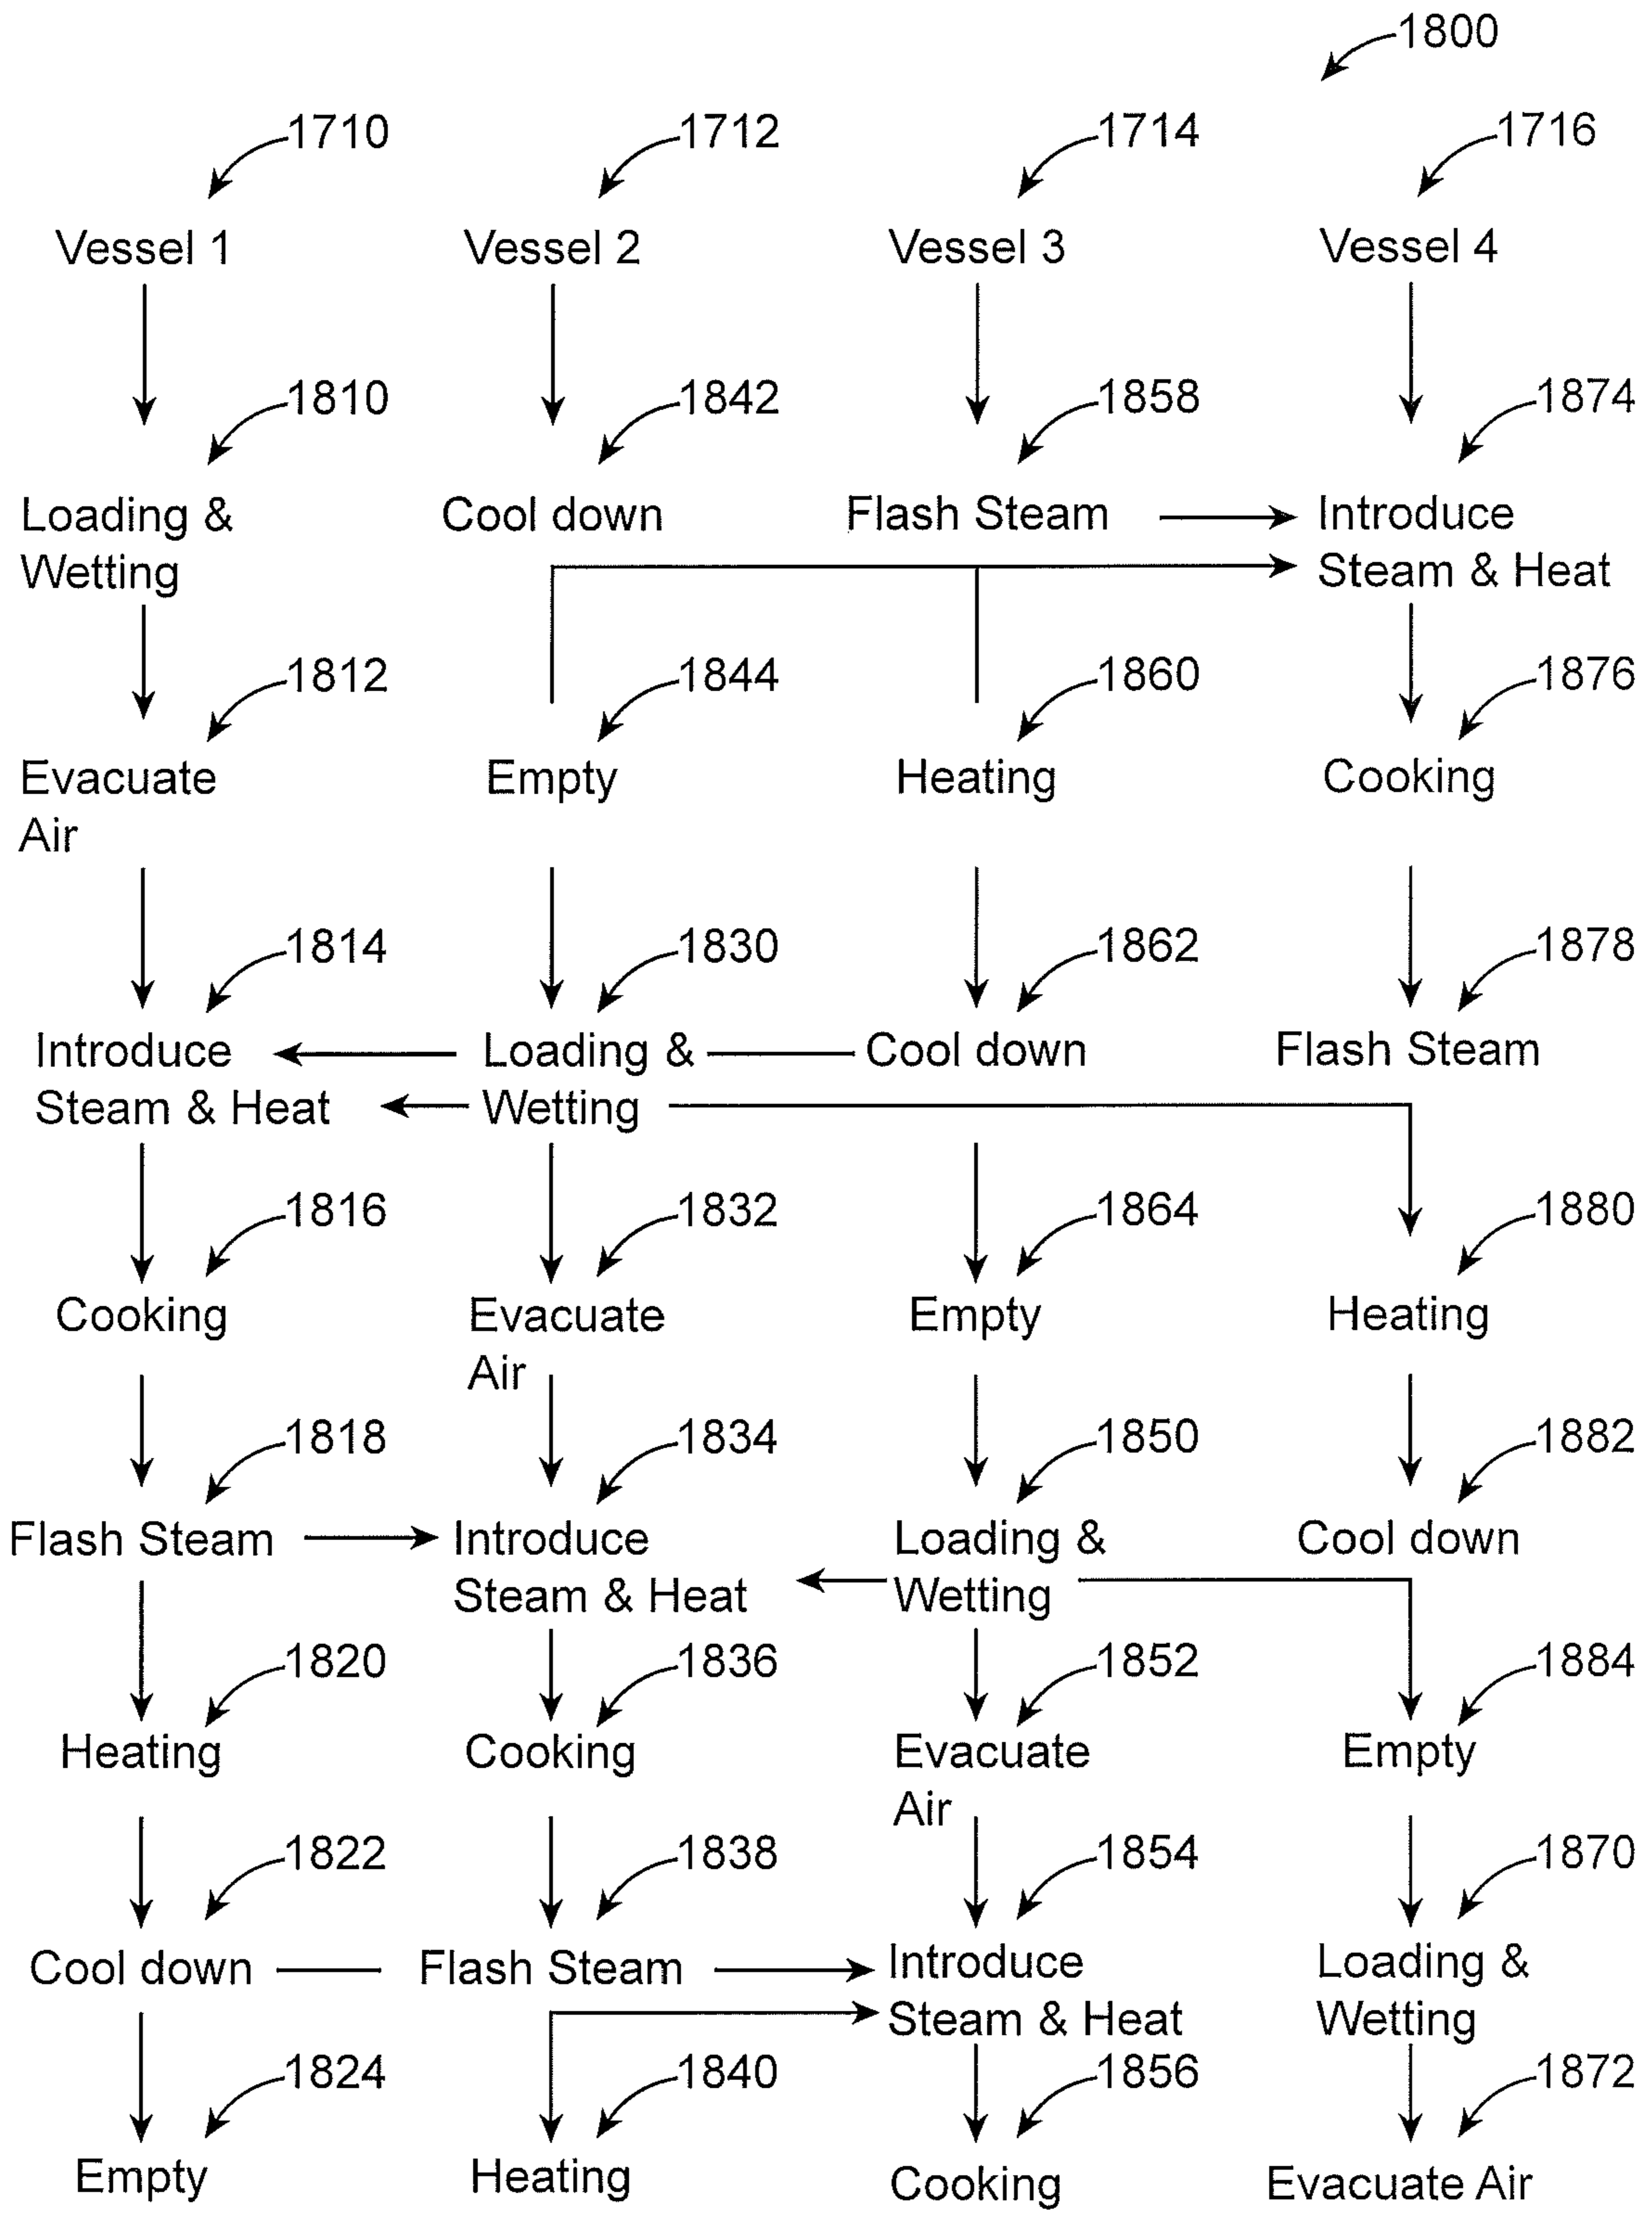 1800
1710
1712
1714
1716
Vessel 1
Vessel 2
Vessel 3
Vessel 4
1810
1842
1858
1874
Loading &
Wetting
Cool down
Flash Steam
Introduce
Steam & Heat
1812
1844
1860
1876
Evacuate
Air
Empty
Heating
Cooking
1814
1830
1862
1878
Introduce
Steam & Heat
Loading &
Wetting
Cool down
Flash Steam
1816
1832
1864
1880
Cooking
Evacuate
Air
Empty
Heating
1818
1834
1850
1882
Flash Steam
Introduce
Steam & Heat
Loading &
Wetting
Cool down
1820
1836
1852
1884
Heating
Cooking
Evacuate
Air
Empty
1822
1838
1854
1870
Cool down
Flash Steam
Introduce
Steam & Heat
Loading &
Wetting
1824
1840
1856
1872
Empty
Heating
Cooking
Evacuate Air